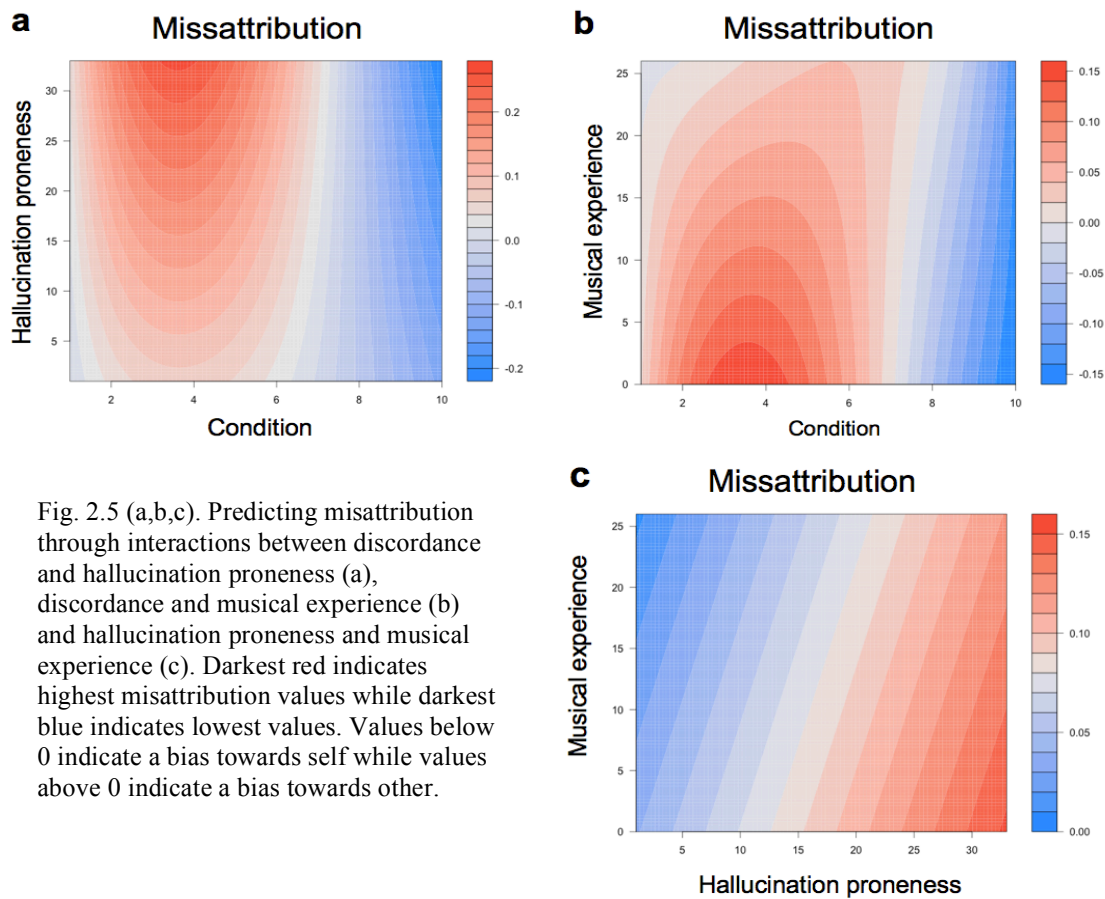 a
Missattribution
Hallucination proneness
30
25
20
15
10
5
2
4
6
8
10
Condition
0.2
0.1
0.0
-0.1
-0.2
b
Missattribution
Musical experience
25
20
15
10
5
0
2
4
6
8
10
Condition
0.15
0.10
0.05
0.00
-0.05
-0.10
-0.15
Fig. 2.5 (a,b,c). Predicting misattribution
through interactions between discordance
and hallucination proneness (a),
discordance and musical experience (b)
and hallucination proneness and musical
experience (c). Darkest red indicates
highest misattribution values while darkest
blue indicates lowest values. Values below
0 indicate a bias towards self while values
above 0 indicate a bias towards other.
c
Missattribution
Musical experience
25
20
15
10
5
0
5
10
15
20
25
30
Hallucination proneness
0.15
0.10
0.05
0.00